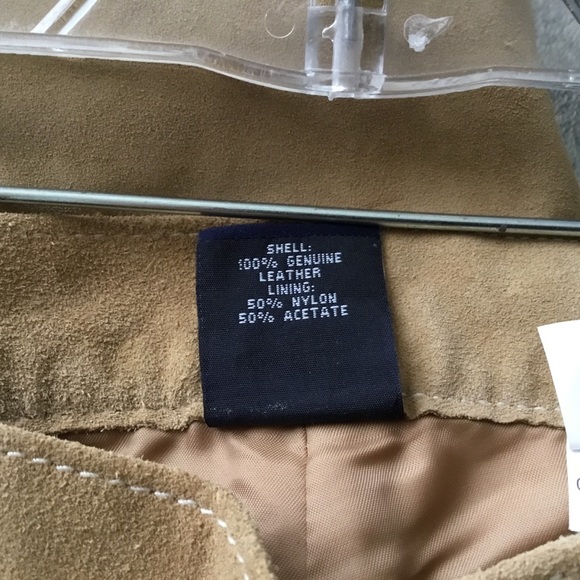 SHELL:
100% GENUINE
LEATHER
LINING:
50% NYLON
50% ACETATE